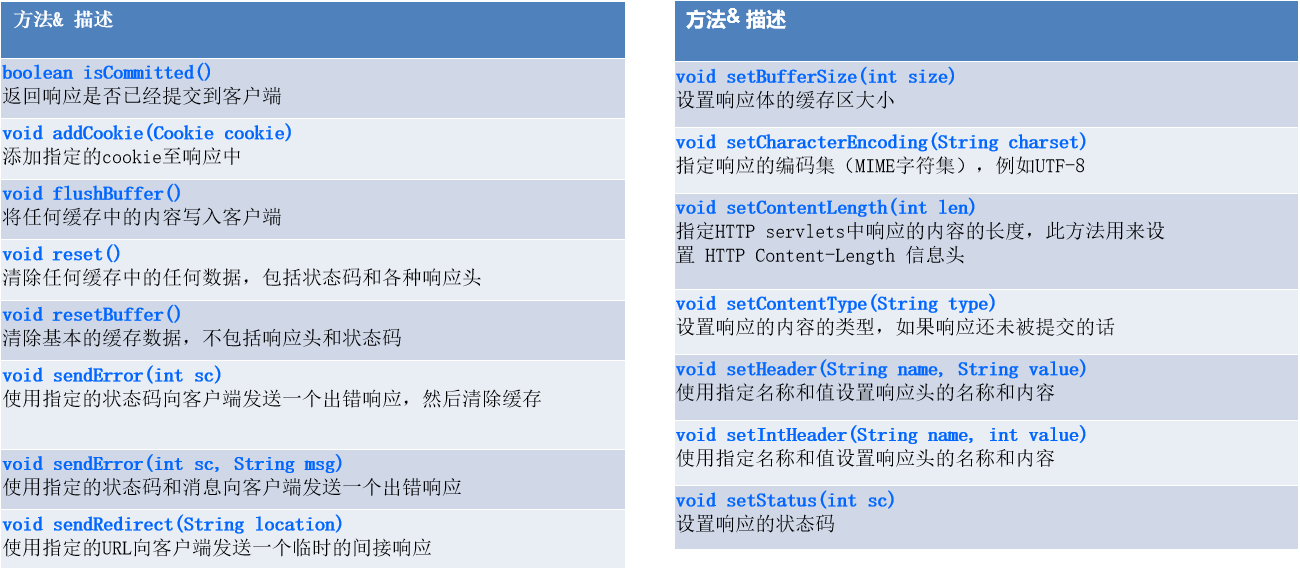 方法& 描述
boolean isCommitted()
返回响应是否已经提交到客户端
void addCookie(Cookie cookie)
添加指定的cookie至响应中
void flushBuffer()
将任何缓存中的内容写入客户端
void reset()
清除任何缓存中的任何数据，包括状态码和各种响应头
void resetBuffer()
清除基本的缓存数据，不包括响应头和状态码
void sendError(int sc)
使用指定的状态码向客户端发送一个出错响应，然后清除缓存
void sendError(int sc, String msg)
使用指定的状态码和消息向客户端发送一个出错响应
void sendRedirect(String location)
使用指定的URL向客户端发送一个临时的间接响应
方法& 描述
void setBufferSize(int size)
设置响应体的缓存区大小
void setCharacterEncoding(String charset)
指定响应的编码集（MIME字符集），例如UTF-8
void setContentLength(int len)
指定HTTP servlets中响应的内容的长度，此方法用来设
置 HTTP Content-Length 信息头
void setContentType(String type)
设置响应的内容的类型，如果响应还未被提交的话
void setHeader(String name, String value)
使用指定名称和值设置响应头的名称和内容
void setIntHeader(String name, int value)
使用指定名称和值设置响应头的名称和内容
void setStatus(int sc)
设置响应的状态码